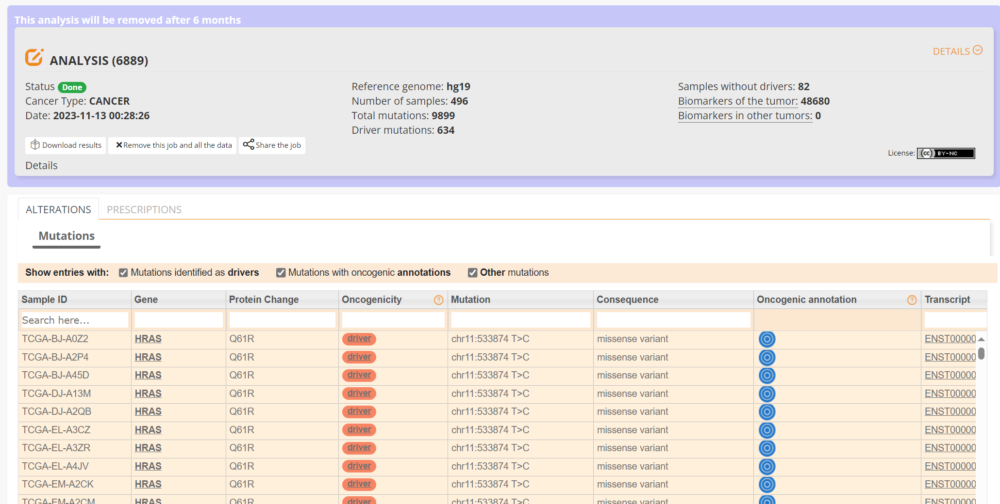 This analysis will be removed after 6 months
ANALYSIS (6889)
DETAILS
Status Done
Cancer Type: CANCER
Date: 2023-11-13 00:28:26
Reference genome: hg19
Number of samples: 496
Total mutations: 9899
Driver mutations: 634
Samples without drivers: 82
Biomarkers of the tumor: 48680
Biomarkers in other tumors: 0
Download results
Remove this job and all the data
Share the job
License: (cc) BY-NC
Details
ALTERATIONS PRESCRIPTIONS
Mutations
Show entries with: Mutations identified as drivers Mutations with oncogenic annotations Other mutations
Sample ID Gene Protein Change Oncogenicity ? Mutation Consequence Oncogenic annotation ? Transcript
Search here...
TCGA-BJ-A0Z2 HRAS Q61R driver chr11:533874 T>C missense variant ENST00000
TCGA-BJ-A2P4 HRAS Q61R driver chr11:533874 T>C missense variant ENST00000
TCGA-BJ-A45D HRAS Q61R driver chr11:533874 T>C missense variant ENST00000
TCGA-DJ-A13M HRAS Q61R driver chr11:533874 T>C missense variant ENST00000
TCGA-DJ-A2QB HRAS Q61R driver chr11:533874 T>C missense variant ENST00000
TCGA-EL-A3CZ HRAS Q61R driver chr11:533874 T>C missense variant ENST00000
TCGA-EL-A3ZR HRAS Q61R driver chr11:533874 T>C missense variant ENST00000
TCGA-EL-A4JV HRAS Q61R driver chr11:533874 T>C missense variant ENST00000
TCGA-EM-A2CK HRAS Q61R driver chr11:533874 T>C missense variant ENST00000
TCGA-EM-A2CM HRAS Q61R driver chr11:533874 T>C missense variant ENST00000